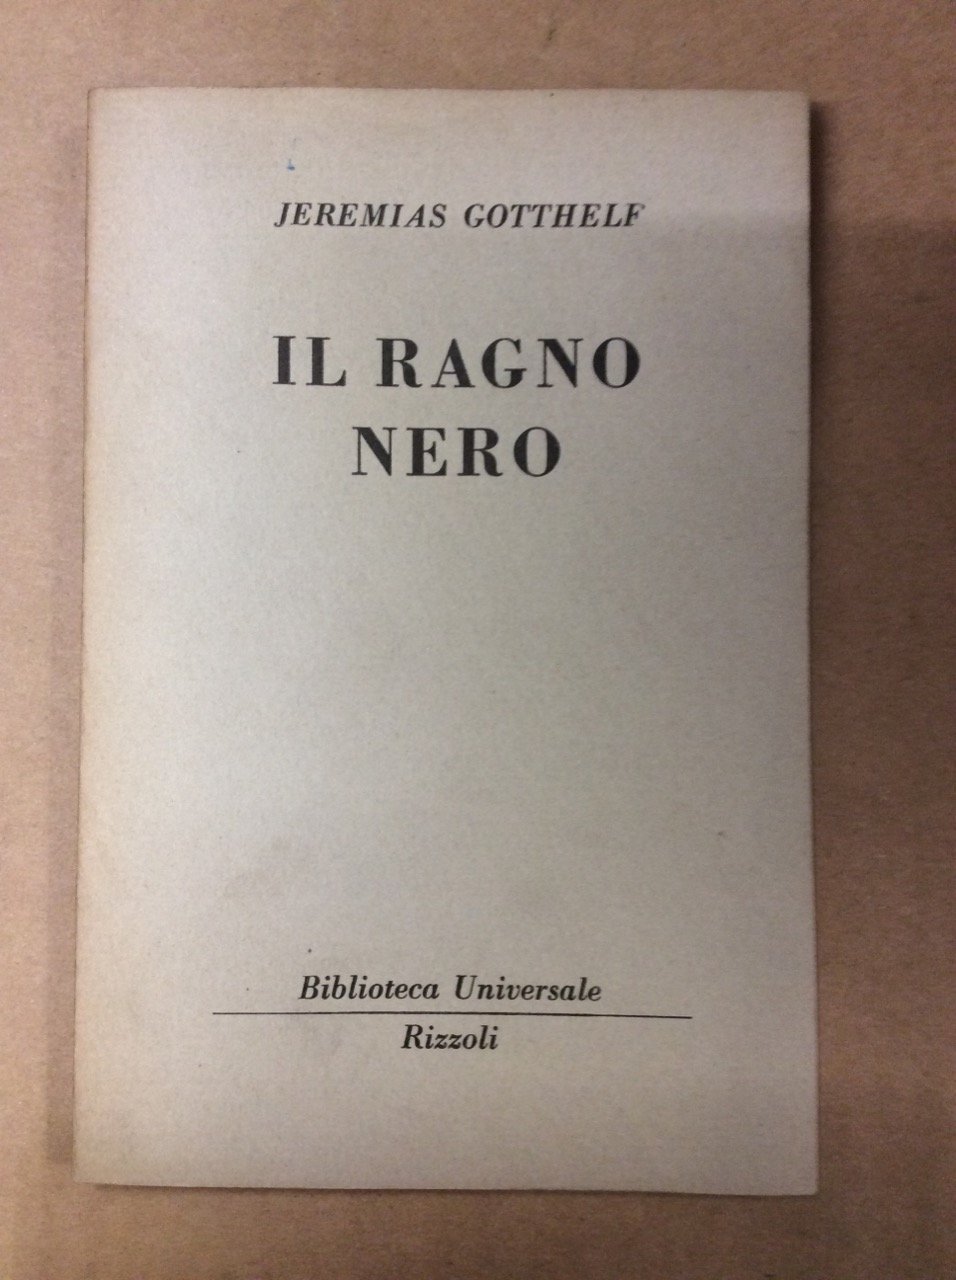 JEREMIAS GOTTHELF
IL RAGNO
NERO
Biblioteca Universale
Rizzoli